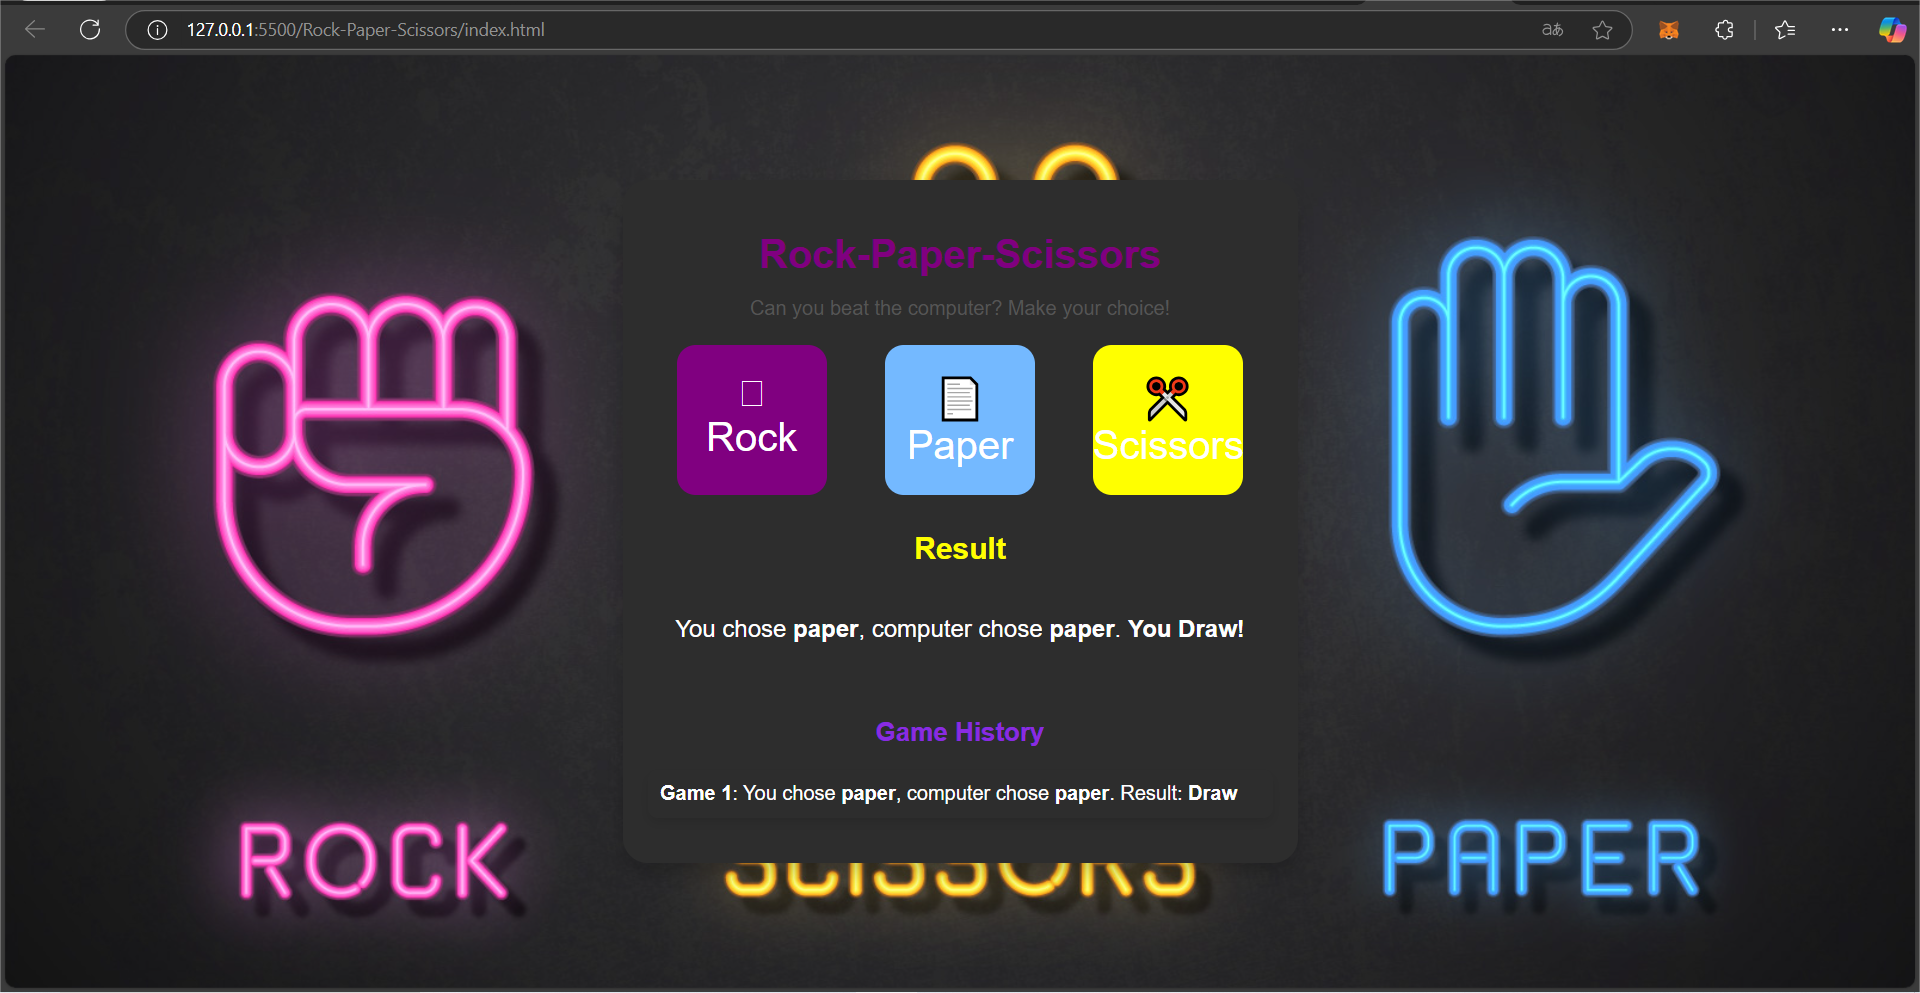 127.0.0.1:5500/Rock-Paper-Scissors/index.html
Rock-Paper-Scissors
Can you beat the computer? Make your choice!
Rock
Paper
Scissors
Result
You chose paper, computer chose paper. You Draw!
Game History
Game 1: You chose paper, computer chose paper. Result: Draw
ROCK
SCISSORS
PAPER